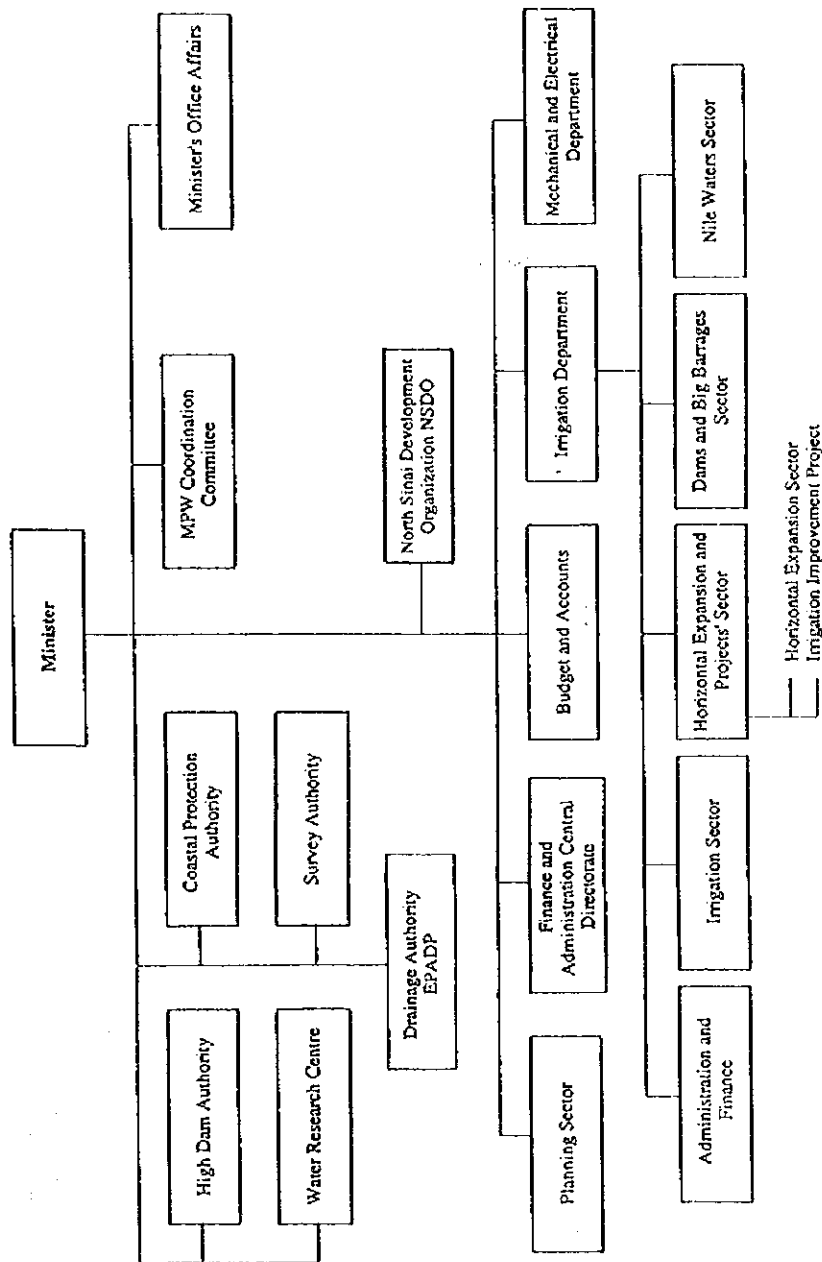 Minister
High Dam Authority
Coastal Protection
Authority
MPW Coordination
Committee
Minister's Office Affairs
Water Research Centre
Survey Authority
Drainage Authority
EPADP
North Sinai Development
Organization NSDO
Planning Sector
Finance and
Administration Central
Directorate
Budget and Accounts
Irrigation Department
Mechanical and Electrical
Department
Administration and
Finance
Irrigation Sector
Horizontal Expansion and
Projects' Sector
Dams and Big Barrages
Sector
Nile Waters Sector
Horizontal Expansion Sector
Irrigation Improvement Project